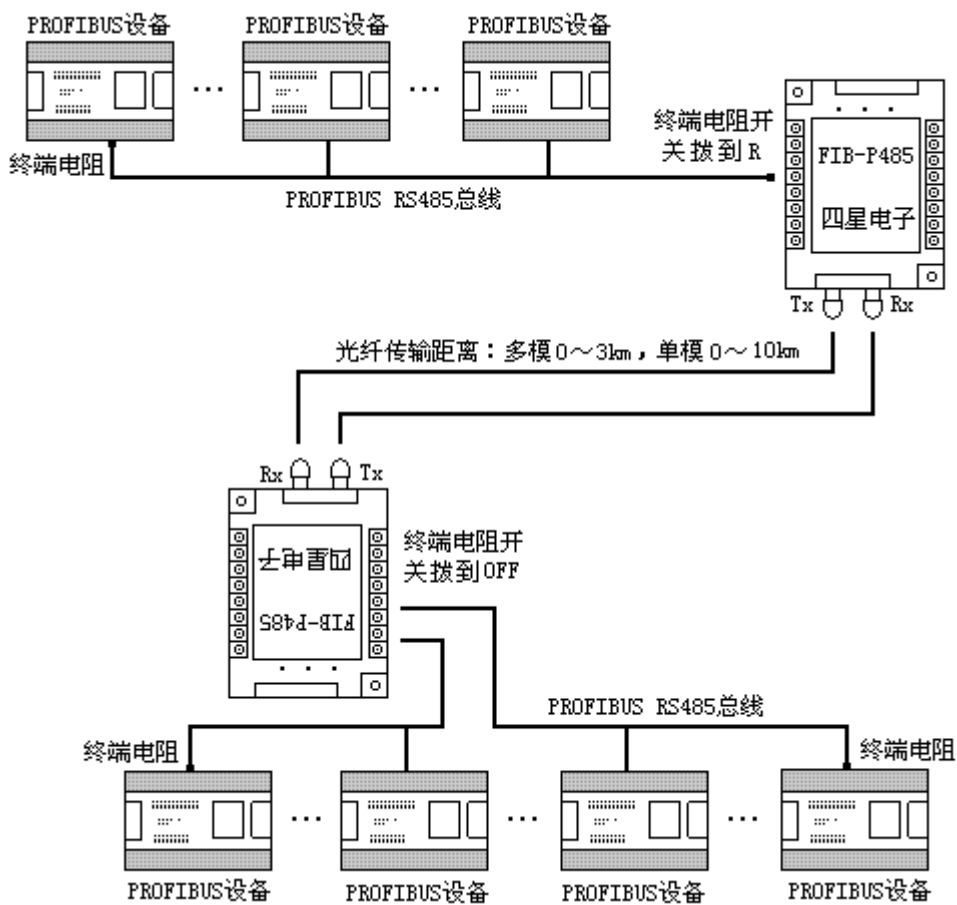 PROFIBUS设备
PROFIBUS设备
PROFIBUS设备
终端电阻
PROFIBUS RS485总线
终端电阻开
关拨到R
FIB-P485
四星电子
Tx
Rx
光纤传输距离：多模0～3km，单模0～10km
Rx
Tx
四星电子
FIB-P485
终端电阻开
关拨到OFF
PROFIBUS RS485总线
终端电阻
终端电阻
PROFIBUS设备
PROFIBUS设备
PROFIBUS设备
PROFIBUS设备